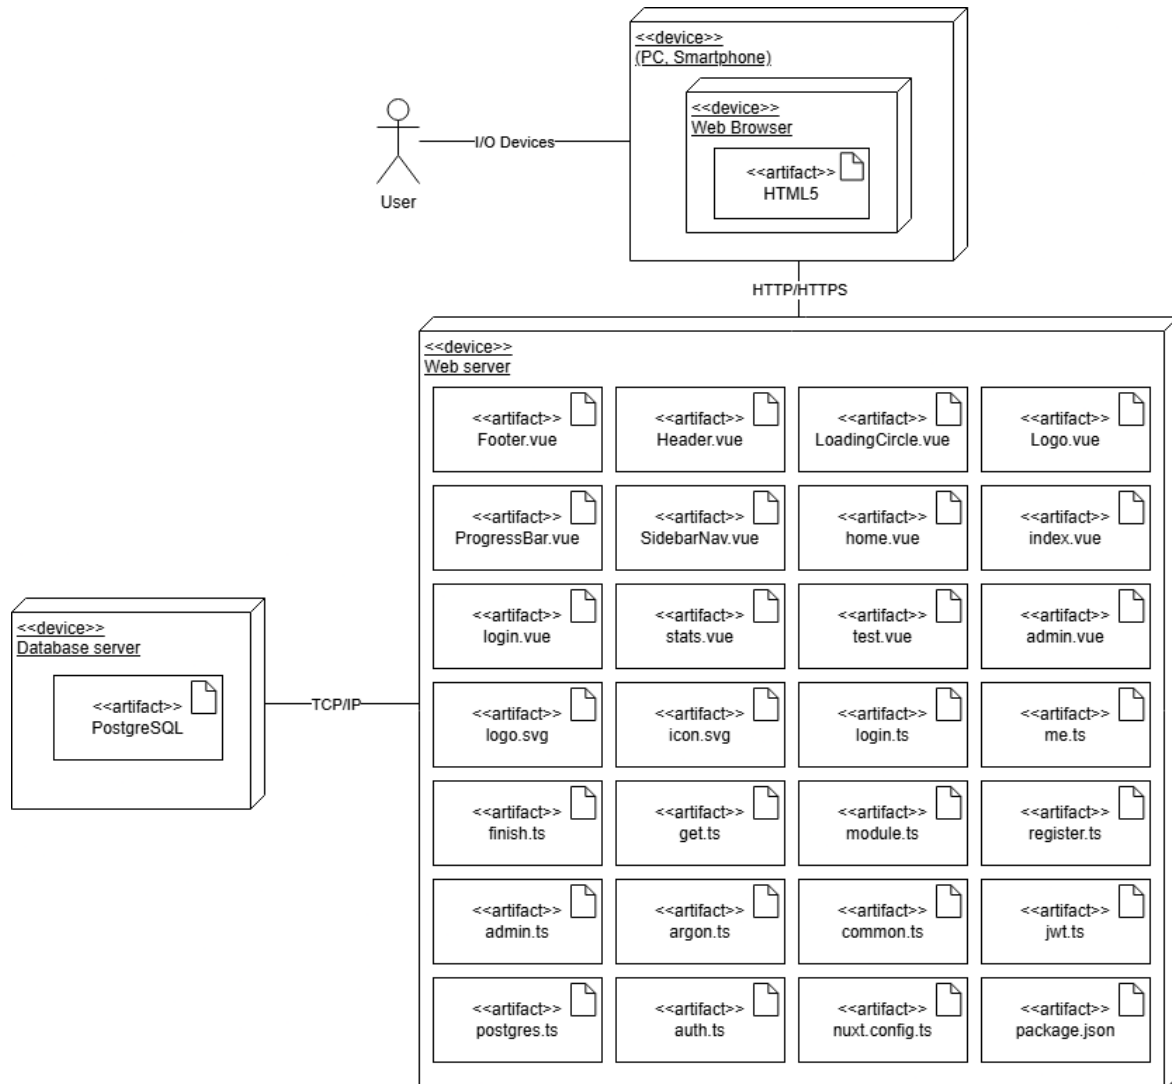 <<device>>
(PC, Smartphone)
<<device>>
Web Browser
<<artifact>>
HTML5
I/O Devices
User
HTTP/HTTPS
<<device>>
Web server
<<artifact>>
Footer.vue
<<artifact>>
Header.vue
<<artifact>>
LoadingCircle.vue
<<artifact>>
Logo.vue
<<artifact>>
ProgressBar.vue
<<artifact>>
SidebarNav.vue
<<artifact>>
home.vue
<<artifact>>
index.vue
<<artifact>>
login.vue
<<artifact>>
stats.vue
<<artifact>>
test.vue
<<artifact>>
admin.vue
<<device>>
Database server
<<artifact>>
PostgreSQL
TCP/IP
<<artifact>>
logo.svg
<<artifact>>
icon.svg
<<artifact>>
login.ts
<<artifact>>
me.ts
<<artifact>>
finish.ts
<<artifact>>
get.ts
<<artifact>>
module.ts
<<artifact>>
register.ts
<<artifact>>
admin.ts
<<artifact>>
argon.ts
<<artifact>>
common.ts
<<artifact>>
jwt.ts
<<artifact>>
postgres.ts
<<artifact>>
auth.ts
<<artifact>>
nuxt.config.ts
<<artifact>>
package.json